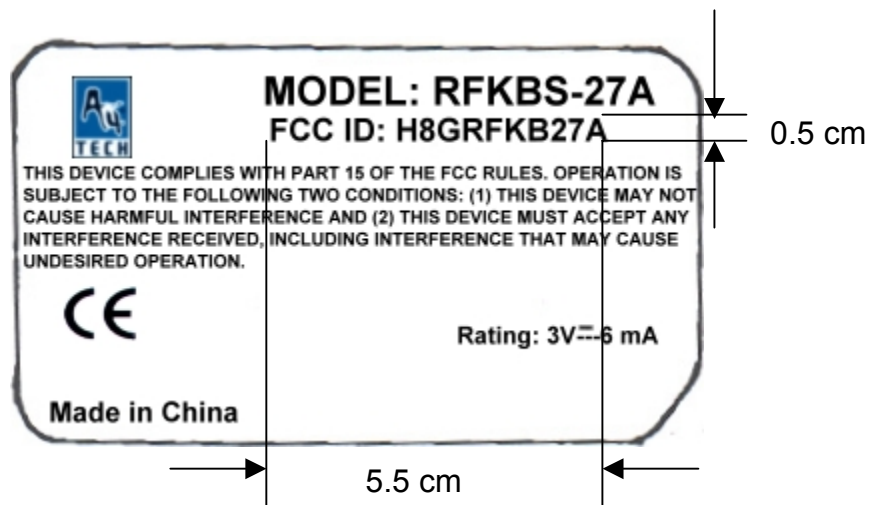 MODEL: RFKBS-27A
FCC ID: H8GRFKB27A
A4
TECH
0.5 cm
THIS DEVICE COMPLIES WITH PART 15 OF THE FCC RULES. OPERATION IS
SUBJECT TO THE FOLLOWING TWO CONDITIONS: (1) THIS DEVICE MAY NOT
CAUSE HARMFUL INTERFERENCE AND (2) THIS DEVICE MUST ACCEPT ANY
INTERFERENCE RECEIVED, INCLUDING INTERFERENCE THAT MAY CAUSE
UNDESIRED OPERATION.
CE
Rating: 3V⎓6 mA
Made in China
5.5 cm